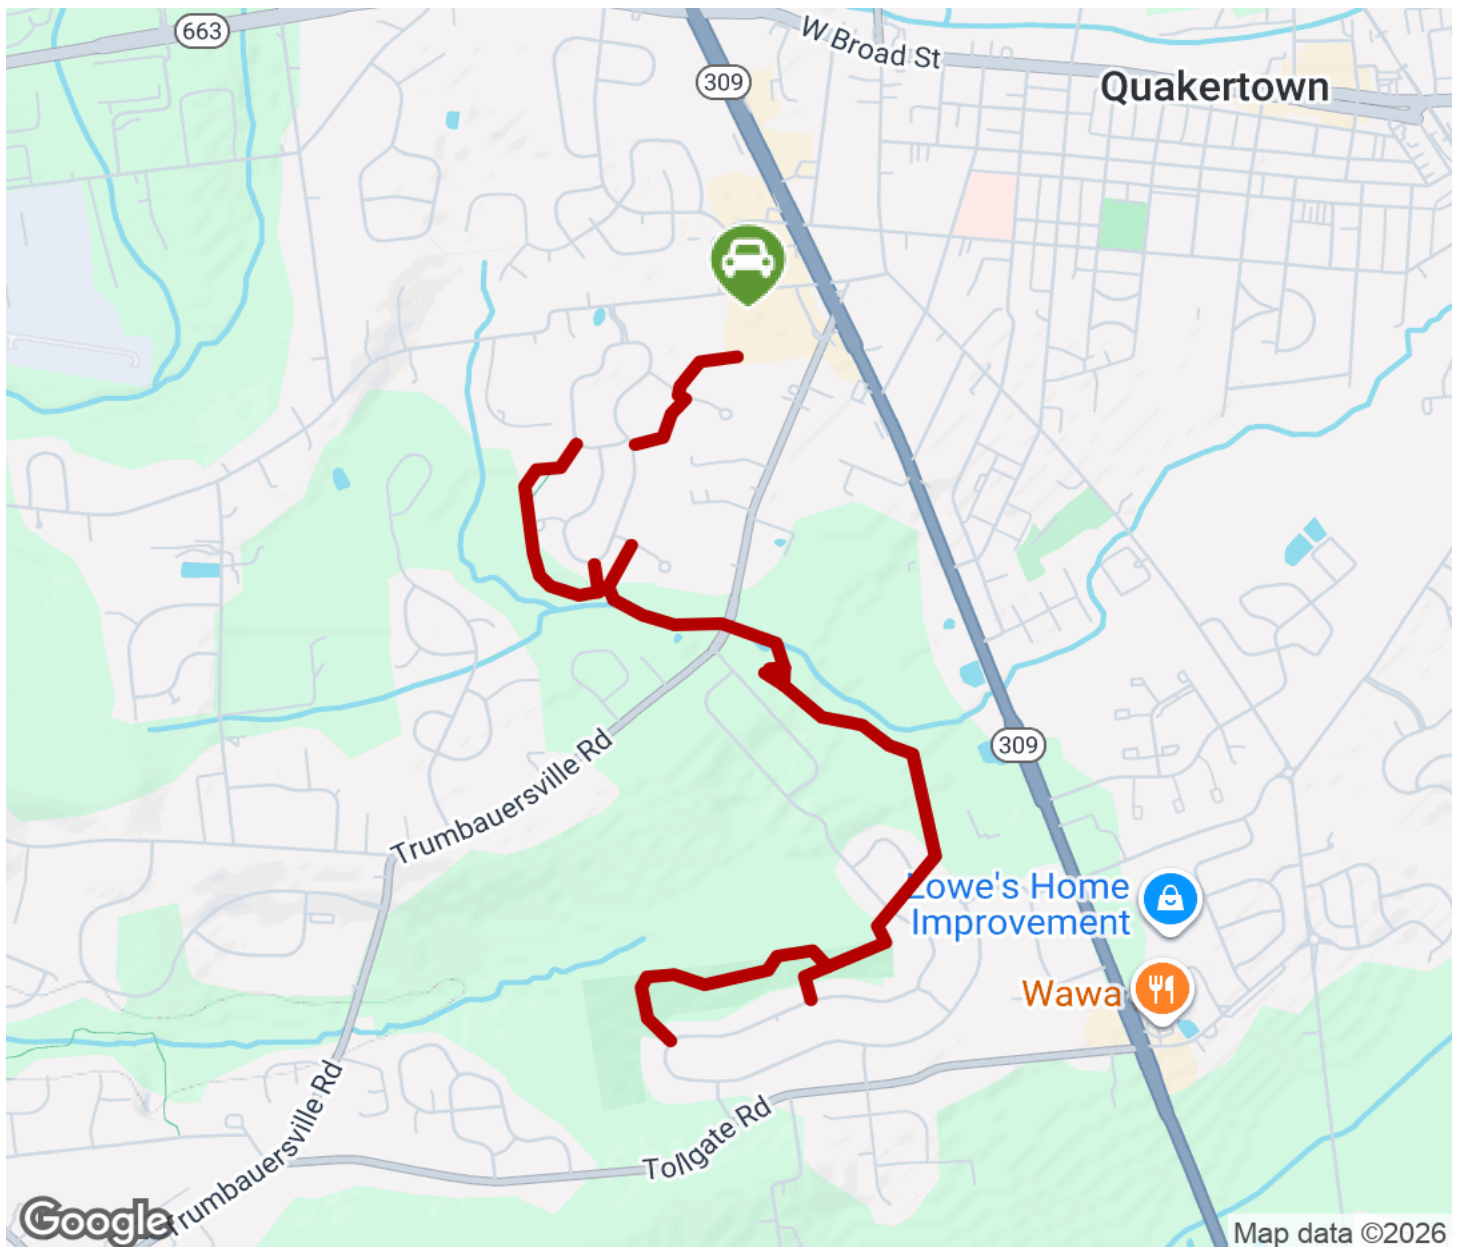 663
W Broad St
309
Quakertown
Trumbauersville Rd
309
Lowe's Home
Improvement
Wawa
Trumbauersville Rd
Tollgate Rd
Google
Map data ©2026